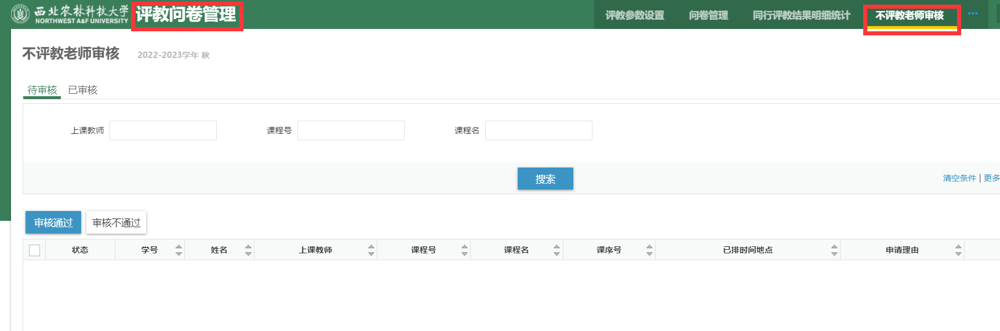 西北农林科技大学
NORTHWEST A&F UNIVERSITY
评教问卷管理
评教参数设置 问卷管理 同行评教结果明细统计 不评教老师审核 ···
不评教老师审核 2022-2023学年 秋
待审核 已审核
上课教师 课程号 课程名
搜索
清空条件 | 更多
审核通过 审核不通过
状态 学号 姓名 上课教师 课程号 课程名 课序号 已排时间地点 申请理由